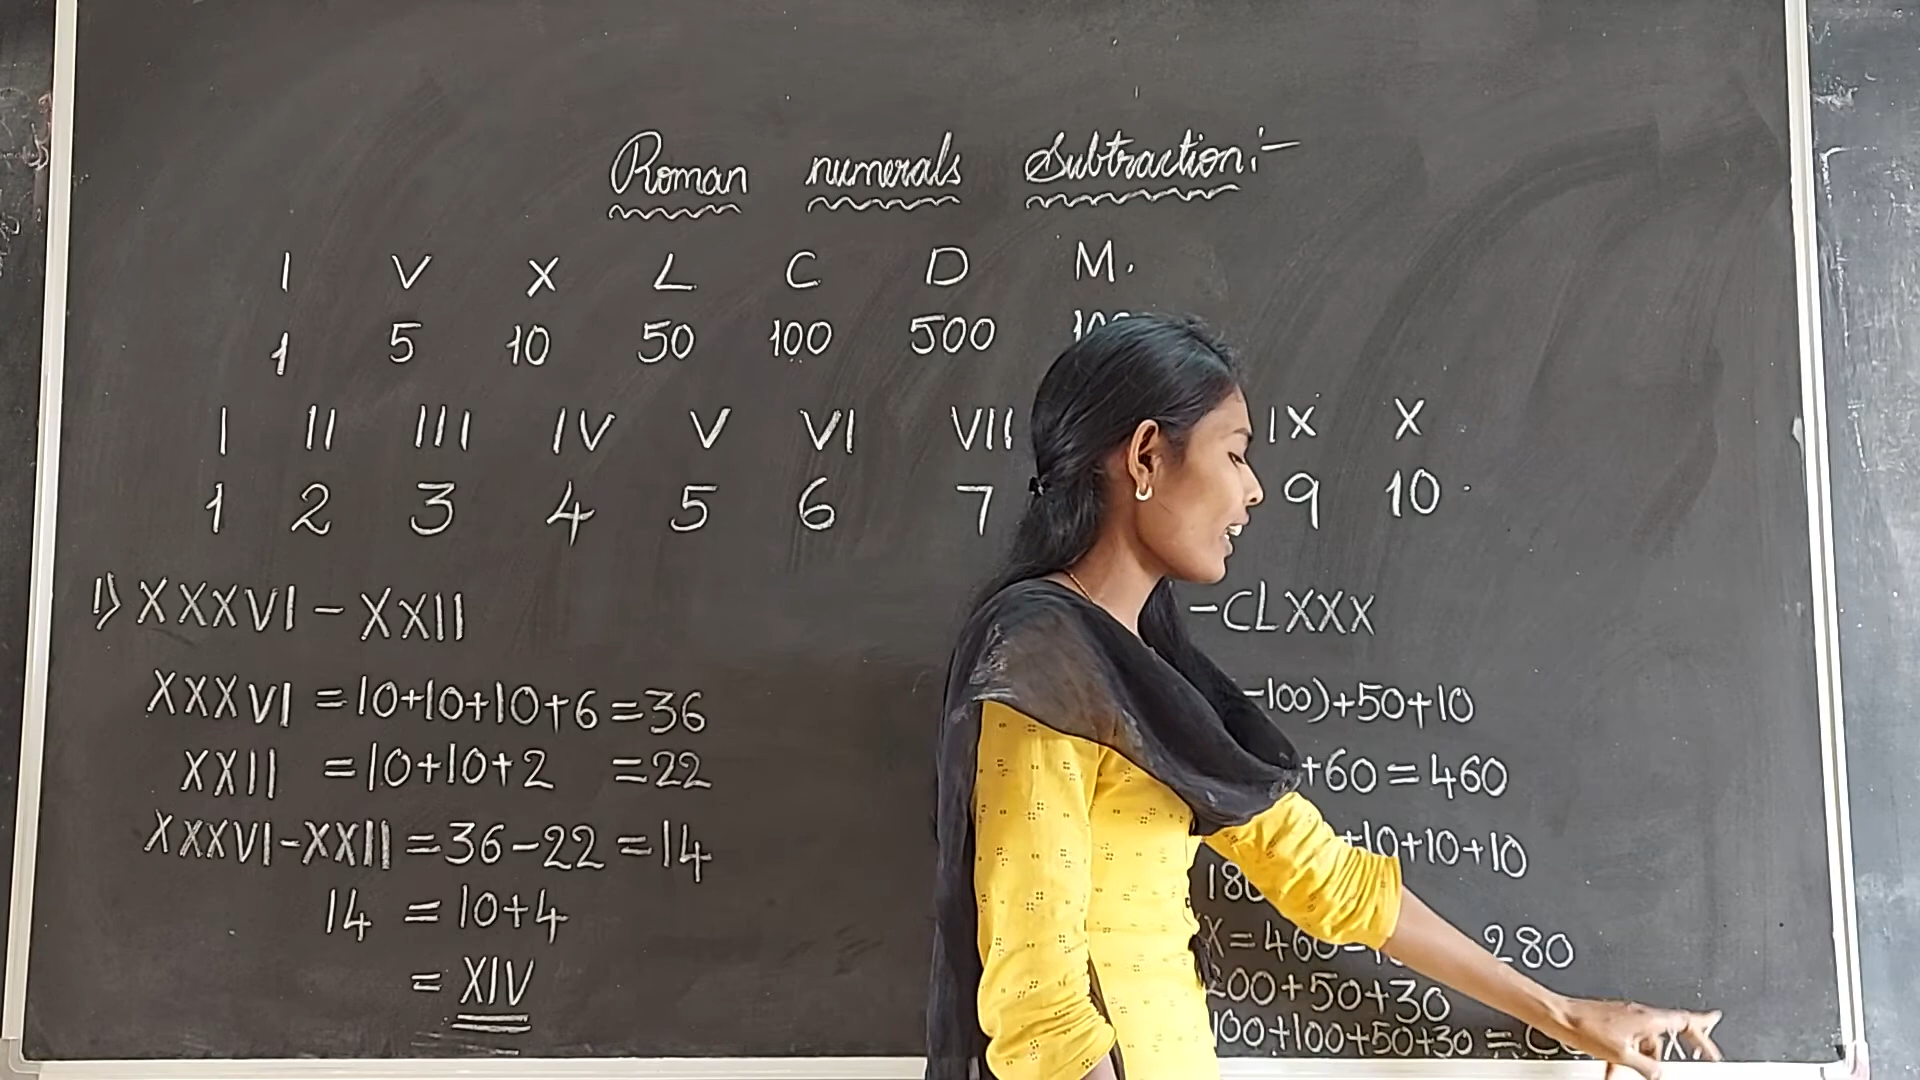 Roman numerals Subtraction:-
I V X L C D M.
1 5 10 50 100 500
I II III IV V VI VII IX X
1 2 3 4 5 6 7 9 10
1) XXXVI - XXII
XXXVI = 10+10+10+6 = 36
XXII = 10+10+2 = 22
XXXVI-XXII = 36-22 = 14
14 = 10+4
= XIV
-CLXXX
-100)+50+10
+60 = 460
+10+10+10
X = 460 280
200+50+30
100+100+50+30 =